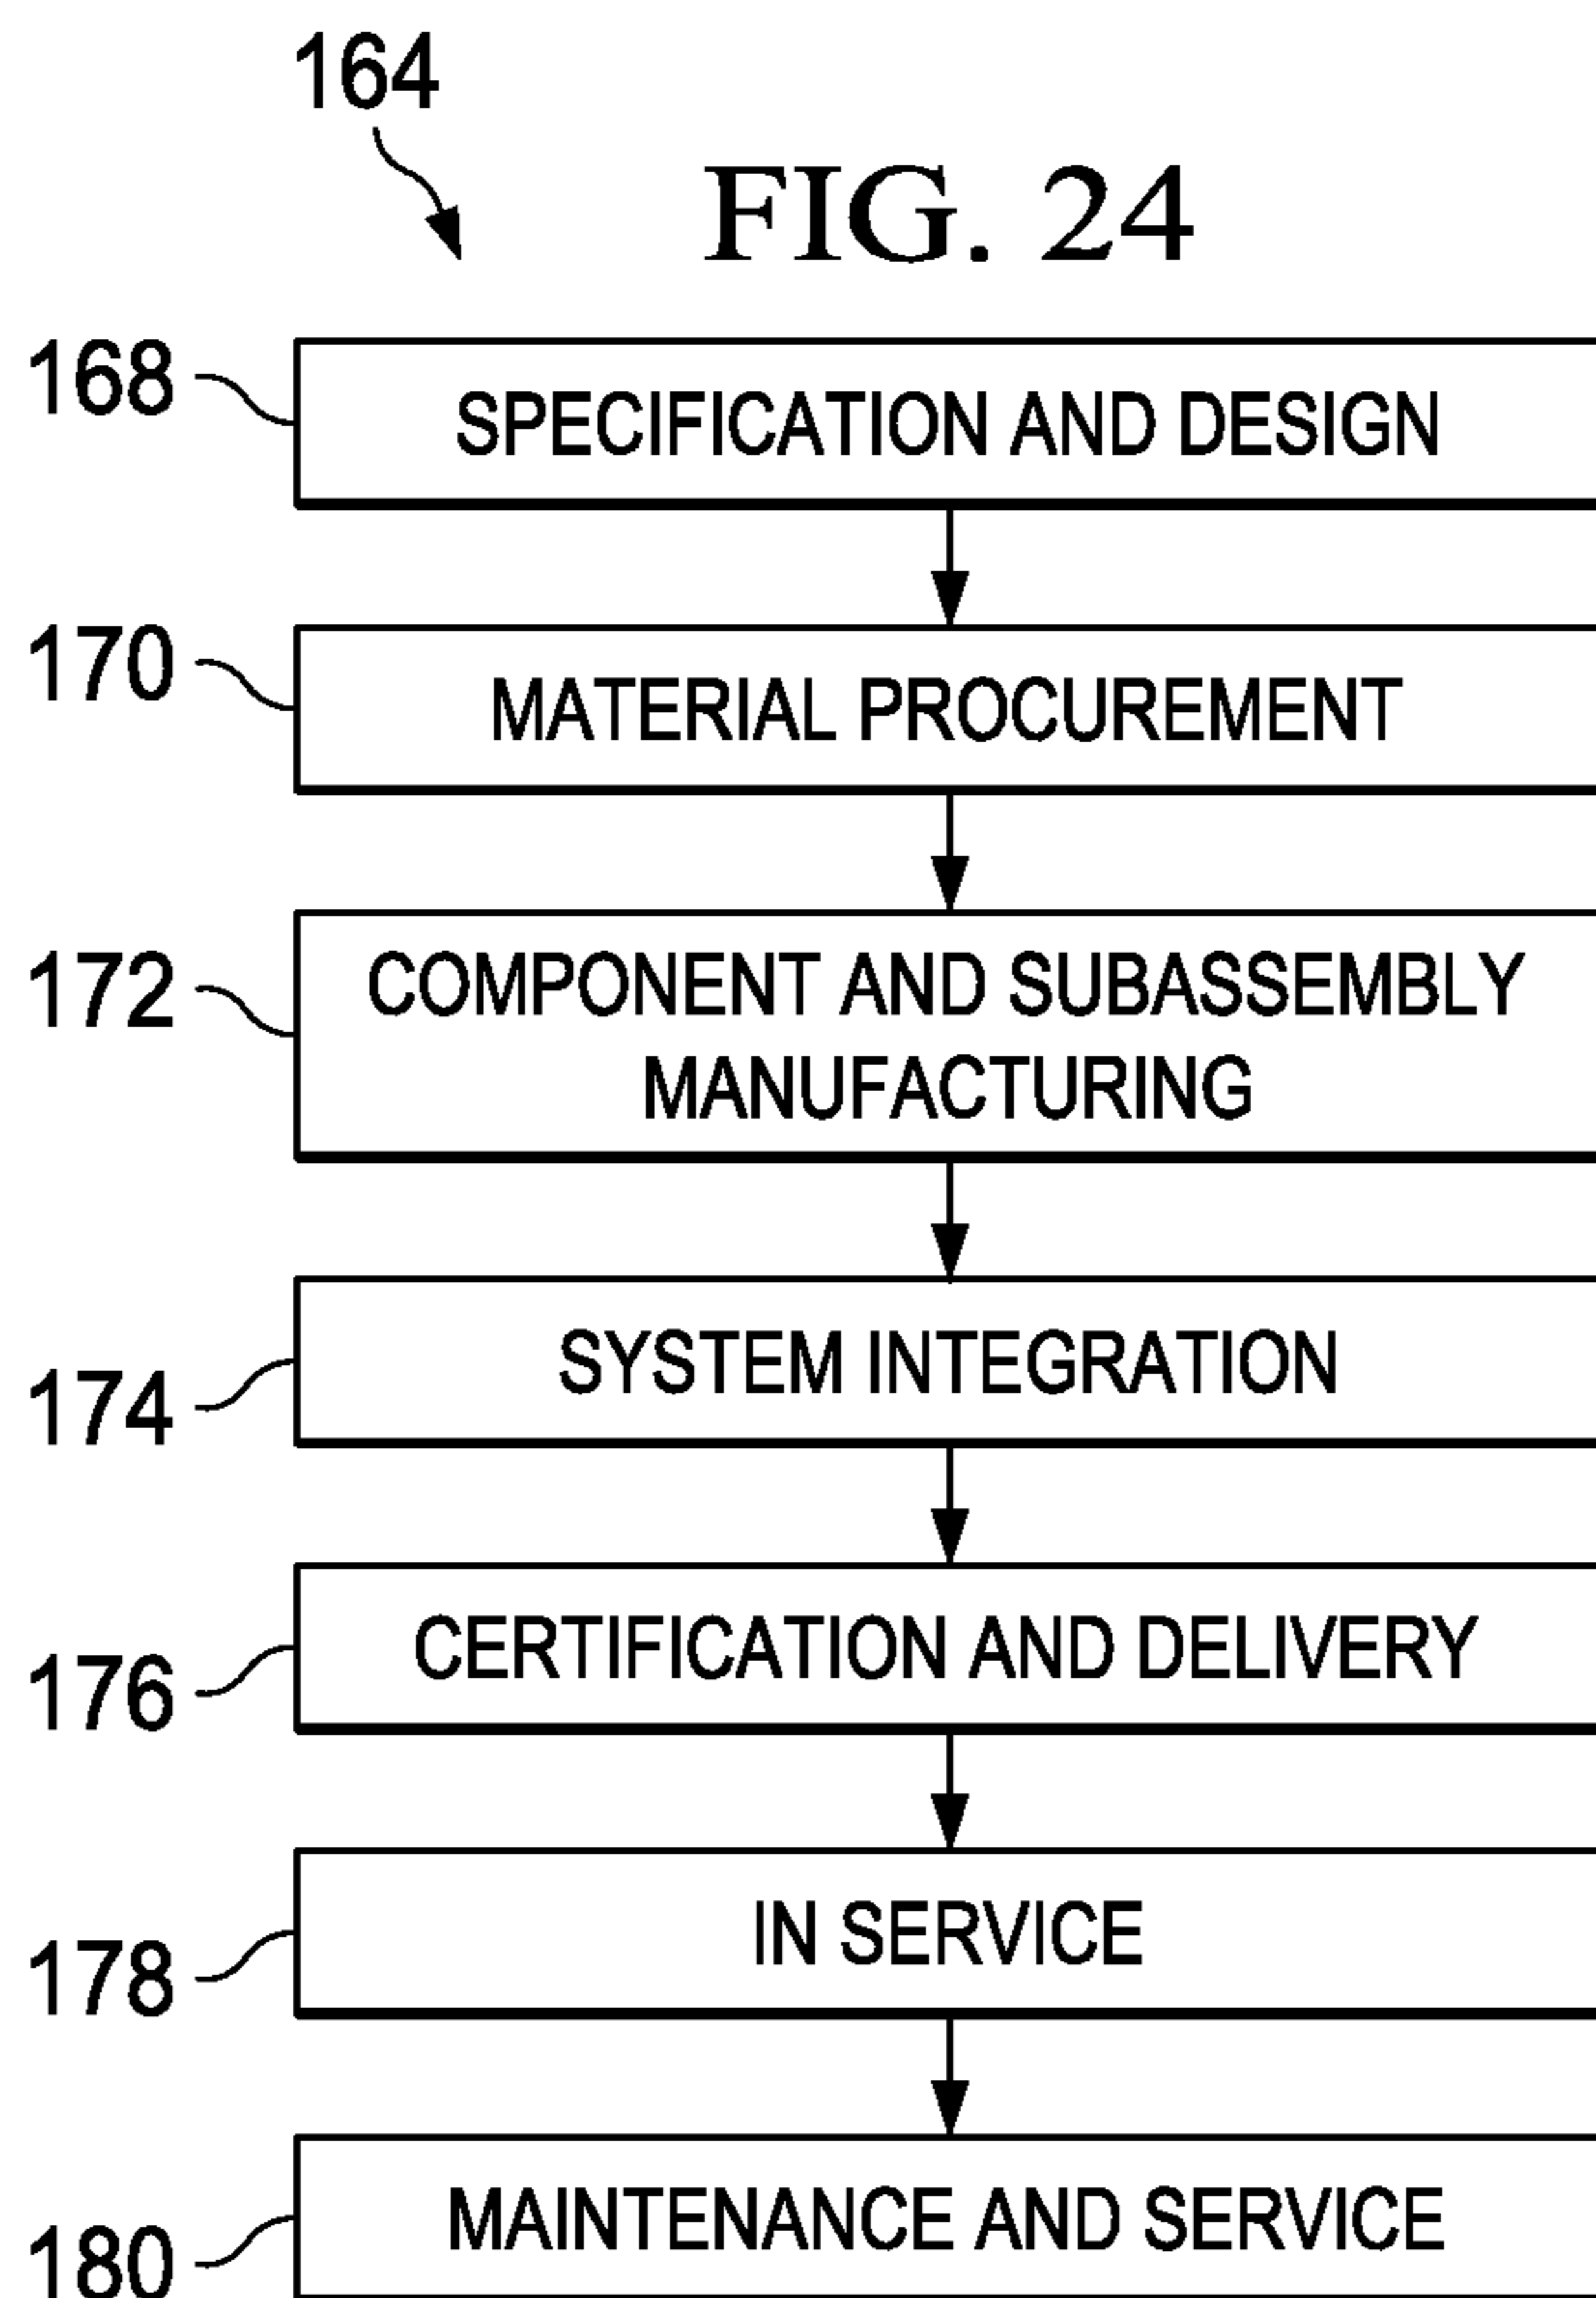 164
FIG. 24
168
SPECIFICATION AND DESIGN
170
MATERIAL PROCUREMENT
172
COMPONENT AND SUBASSEMBLY
MANUFACTURING
174
SYSTEM INTEGRATION
176
CERTIFICATION AND DELIVERY
178
IN SERVICE
180
MAINTENANCE AND SERVICE